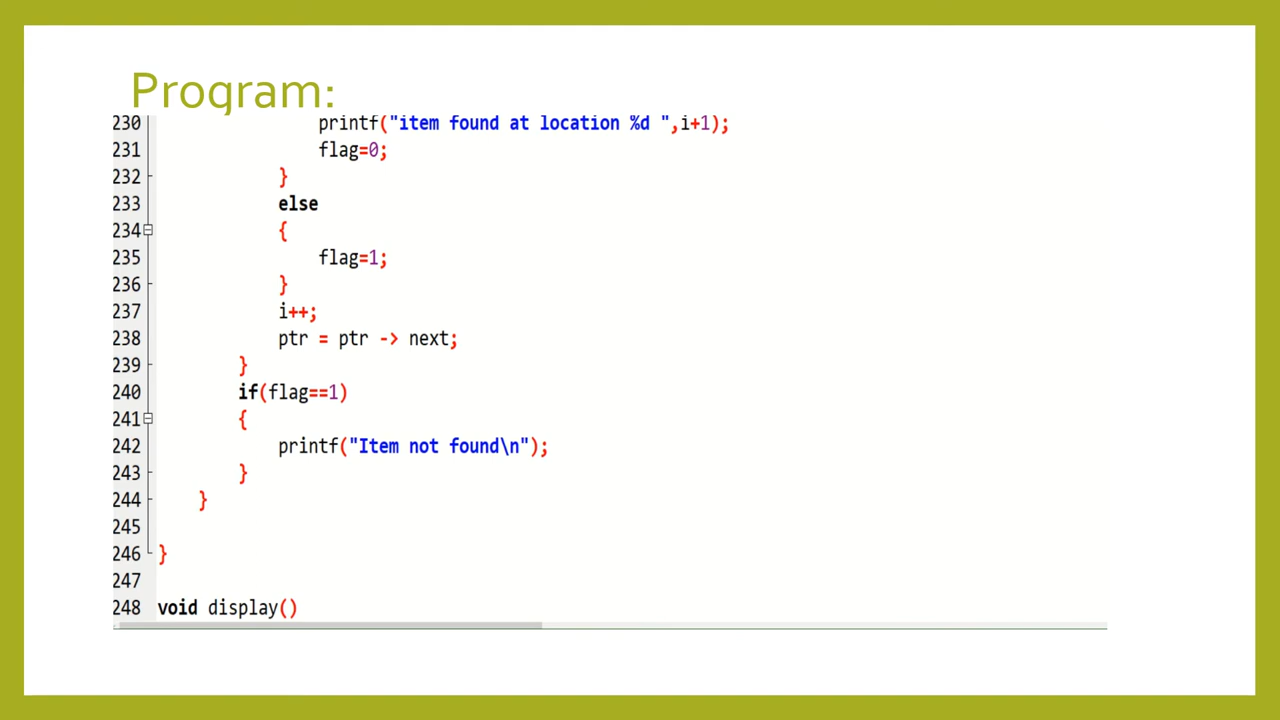 Program:
230 printf("item found at location %d ",i+1);
231 flag=0;
232 }
233 else
234 {
235 flag=1;
236 }
237 i++;
238 ptr = ptr -> next;
239 }
240 if(flag==1)
241 {
242 printf("Item not found\n");
243 }
244 }
245
246 }
247
248 void display()